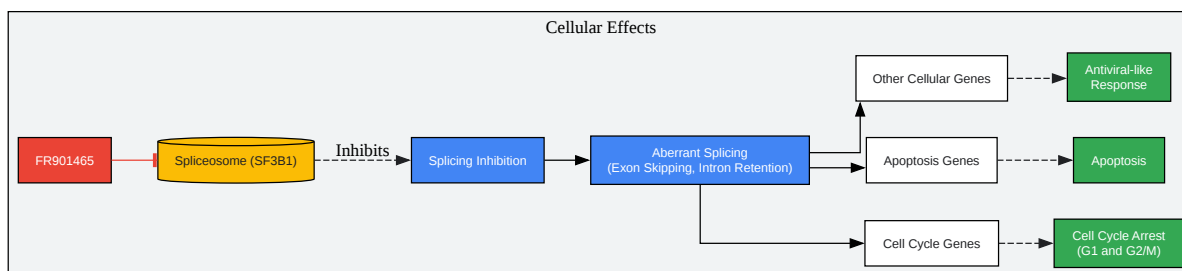 Cellular Effects
FR901465
Spliceosome (SF3B1)
Inhibits
Splicing Inhibition
Aberrant Splicing
(Exon Skipping, Intron Retention)
Other Cellular Genes
Antiviral-like
Response
Apoptosis Genes
Apoptosis
Cell Cycle Genes
Cell Cycle Arrest
(G1 and G2/M)